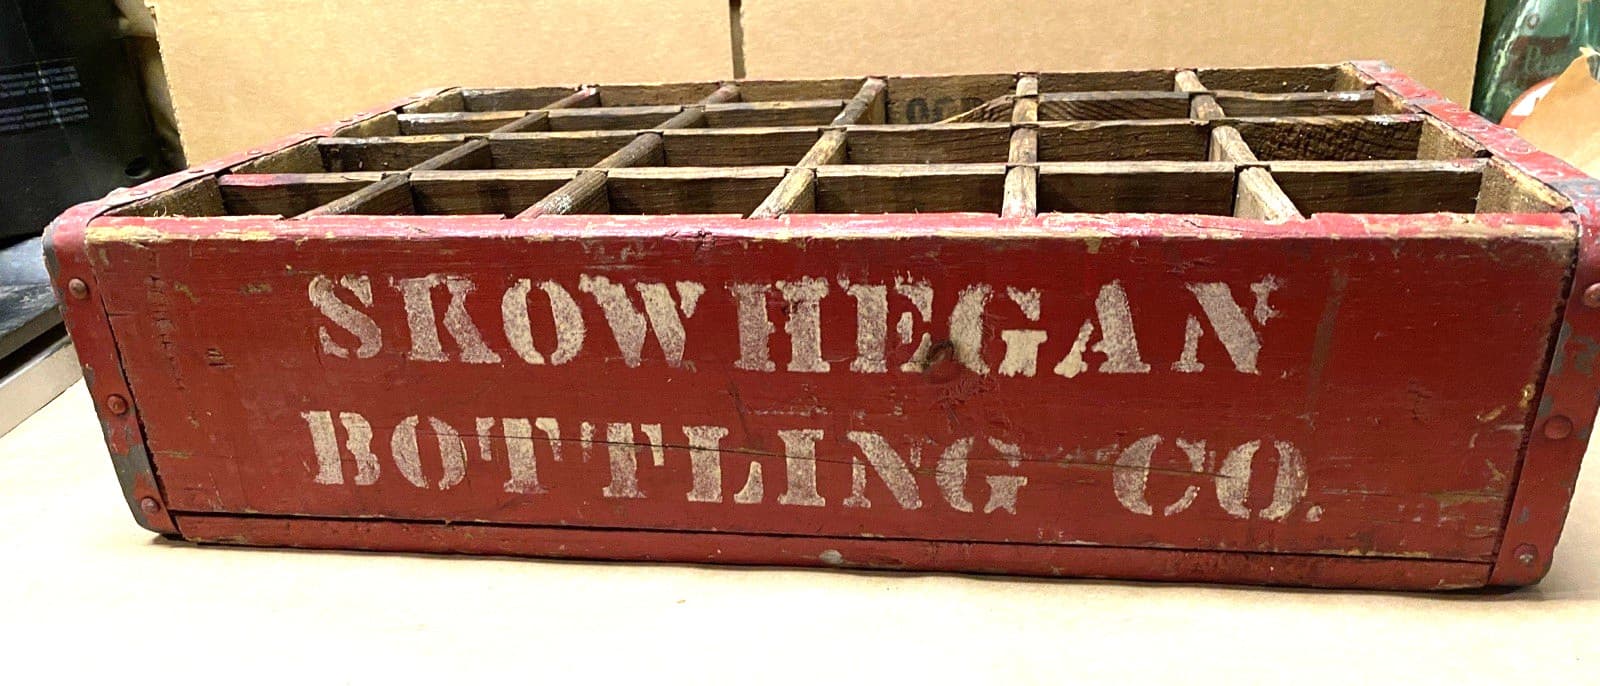 SKOWHEGAN
BOTTLING CO.